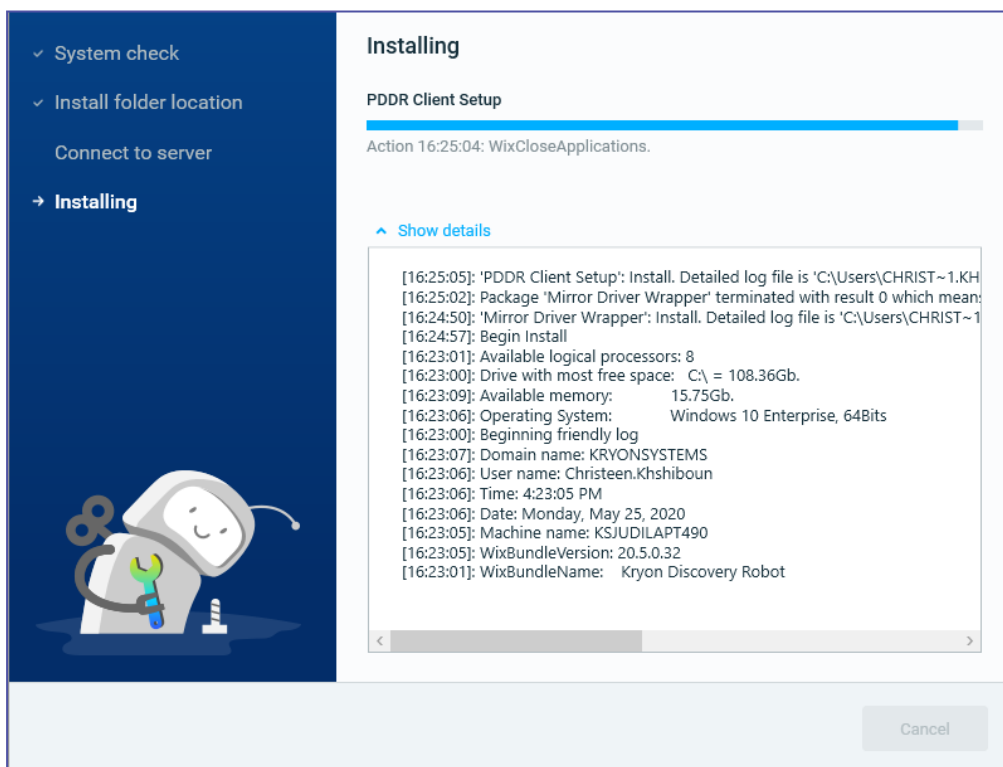 System check
Install folder location
Connect to server
Installing
Installing
PDDR Client Setup
Action 16:25:04: WixCloseApplications.
Show details
[16:25:05]: 'PDDR Client Setup': Install. Detailed log file is 'C:\Users\CHRIST~1.KH
[16:25:02]: Package 'Mirror Driver Wrapper' terminated with result 0 which mean
[16:24:50]: 'Mirror Driver Wrapper': Install. Detailed log file is 'C:\Users\CHRIST~1
[16:24:57]: Begin Install
[16:23:01]: Available logical processors: 8
[16:23:00]: Drive with most free space: C:\ = 108.36Gb.
[16:23:09]: Available memory: 15.75Gb.
[16:23:06]: Operating System: Windows 10 Enterprise, 64Bits
[16:23:00]: Beginning friendly log
[16:23:07]: Domain name: KRYONSYSTEMS
[16:23:06]: User name: Christeen.Khshiboun
[16:23:06]: Time: 4:23:05 PM
[16:23:06]: Date: Monday, May 25, 2020
[16:23:05]: Machine name: KSJUDILAPT490
[16:23:05]: WixBundleVersion: 20.5.0.32
[16:23:01]: WixBundleName: Kryon Discovery Robot
Cancel